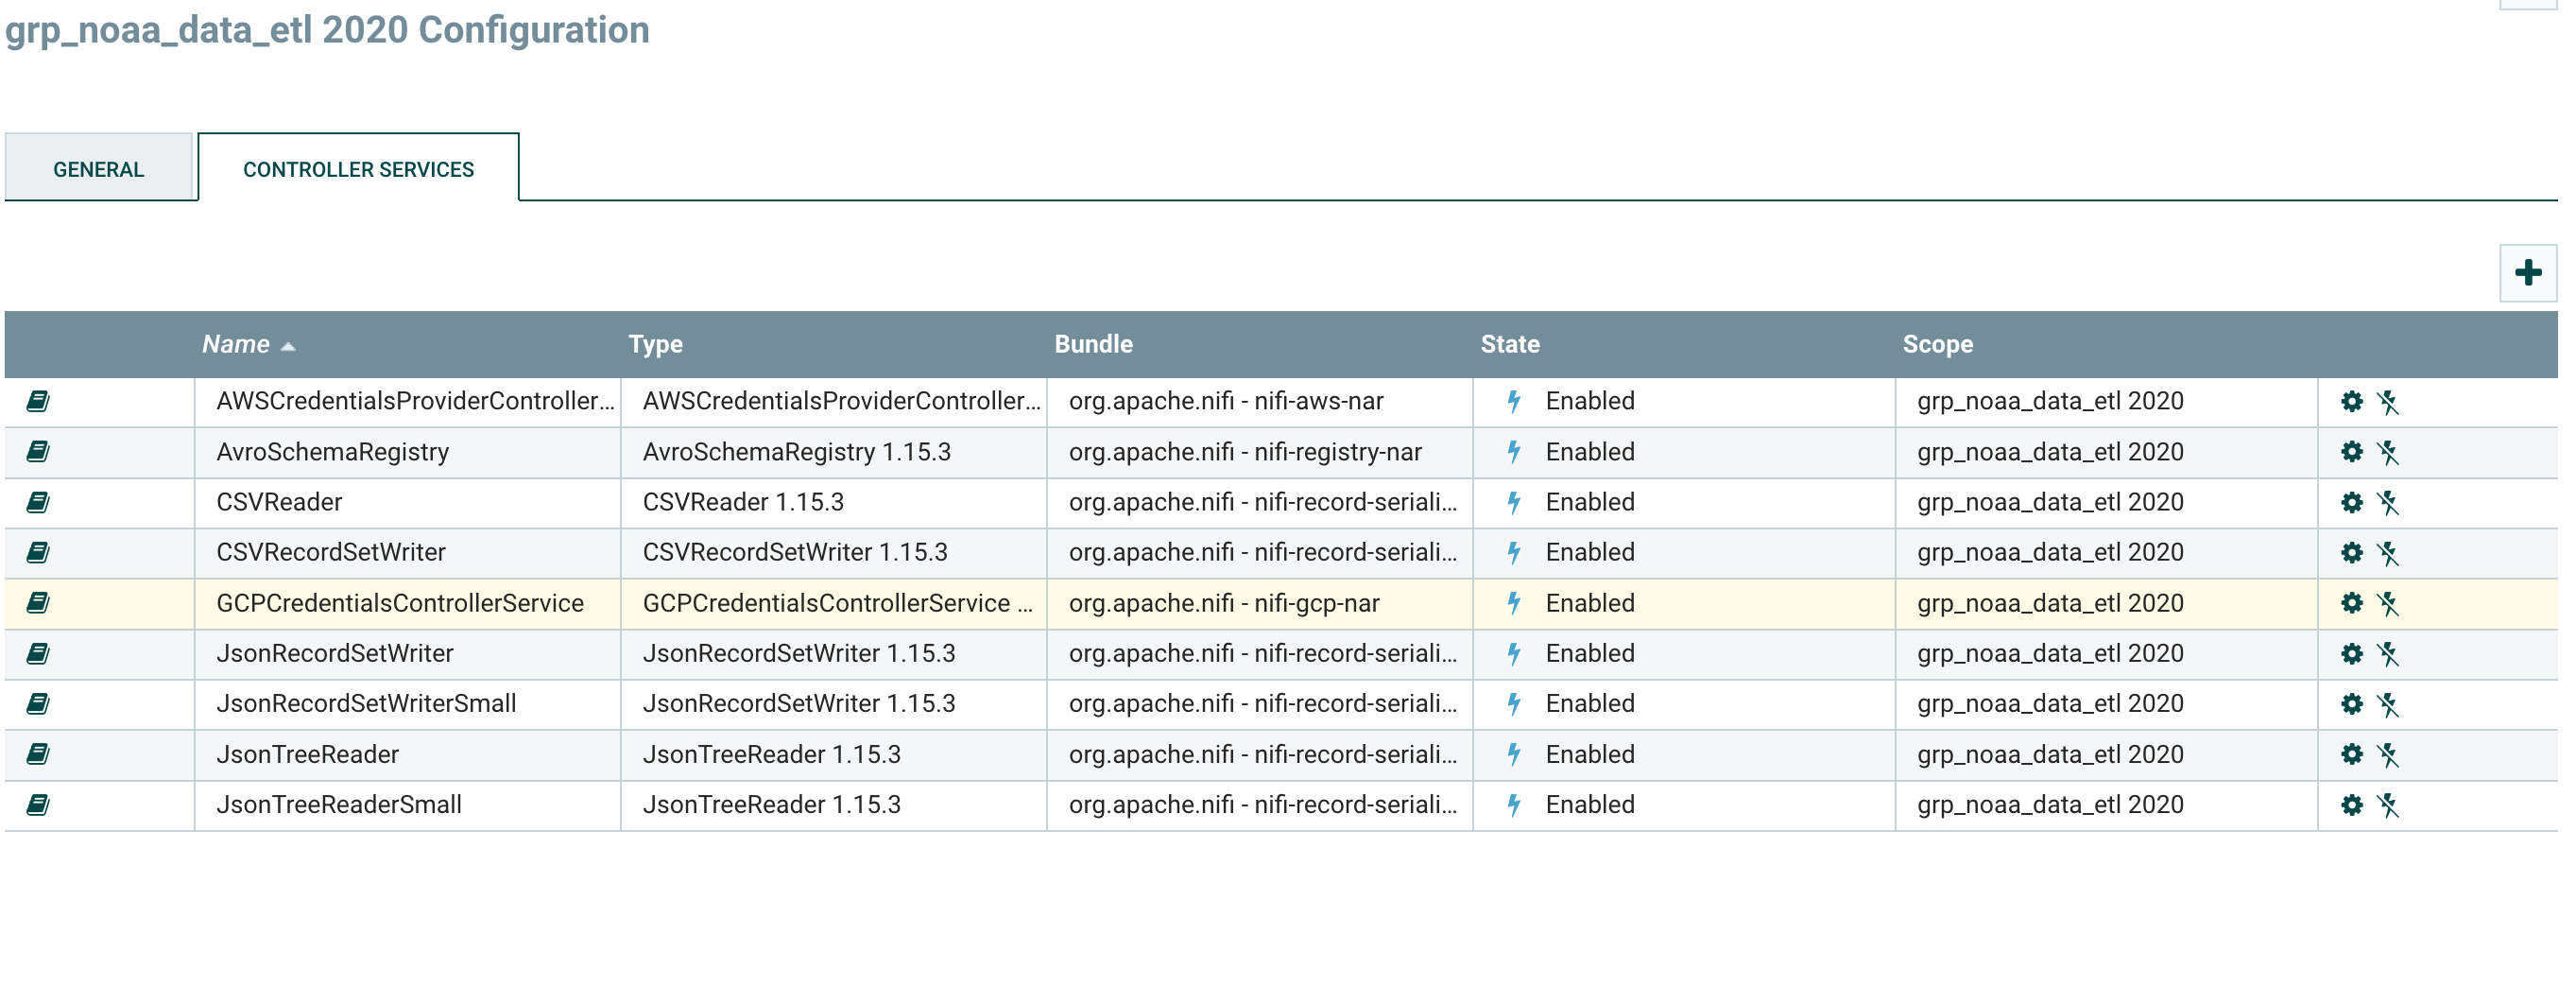 grp_noaa_data_etl 2020 Configuration
GENERAL CONTROLLER SERVICES
Name Type Bundle State Scope
AWSCredentialsProviderController... AWSCredentialsProviderController... org.apache.nifi - nifi-aws-nar Enabled grp_noaa_data_etl 2020
AvroSchemaRegistry AvroSchemaRegistry 1.15.3 org.apache.nifi - nifi-registry-nar Enabled grp_noaa_data_etl 2020
CSVReader CSVReader 1.15.3 org.apache.nifi - nifi-record-seriali... Enabled grp_noaa_data_etl 2020
CSVRecordSetWriter CSVRecordSetWriter 1.15.3 org.apache.nifi - nifi-record-seriali... Enabled grp_noaa_data_etl 2020
GCPCredentialsControllerService GCPCredentialsControllerService ... org.apache.nifi - nifi-gcp-nar Enabled grp_noaa_data_etl 2020
JsonRecordSetWriter JsonRecordSetWriter 1.15.3 org.apache.nifi - nifi-record-seriali... Enabled grp_noaa_data_etl 2020
JsonRecordSetWriterSmall JsonRecordSetWriter 1.15.3 org.apache.nifi - nifi-record-seriali... Enabled grp_noaa_data_etl 2020
JsonTreeReader JsonTreeReader 1.15.3 org.apache.nifi - nifi-record-seriali... Enabled grp_noaa_data_etl 2020
JsonTreeReaderSmall JsonTreeReader 1.15.3 org.apache.nifi - nifi-record-seriali... Enabled grp_noaa_data_etl 2020